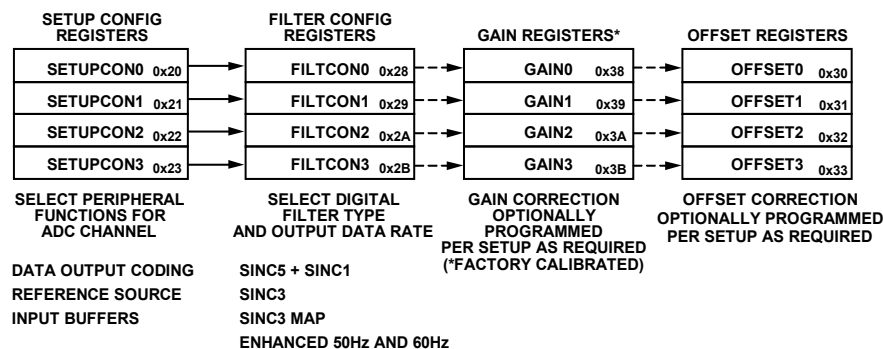 SETUP CONFIG
REGISTERS
FILTER CONFIG
REGISTERS
GAIN REGISTERS*
OFFSET REGISTERS
SETUPCON0 0x20
FILTCON0 0x28
GAIN0 0x38
OFFSET0 0x30
SETUPCON1 0x21
FILTCON1 0x29
GAIN1 0x39
OFFSET1 0x31
SETUPCON2 0x22
FILTCON2 0x2A
GAIN2 0x3A
OFFSET2 0x32
SETUPCON3 0x23
FILTCON3 0x2B
GAIN3 0x3B
OFFSET3 0x33
SELECT PERIPHERAL
FUNCTIONS FOR
ADC CHANNEL
SELECT DIGITAL
FILTER TYPE
AND OUTPUT DATA RATE
GAIN CORRECTION
OPTIONALLY
PROGRAMMED
PER SETUP AS REQUIRED
(*FACTORY CALIBRATED)
OFFSET CORRECTION
OPTIONALLY PROGRAMMED
PER SETUP AS REQUIRED
DATA OUTPUT CODING
REFERENCE SOURCE
INPUT BUFFERS
SINC5 + SINC1
SINC3
SINC3 MAP
ENHANCED 50Hz AND 60Hz